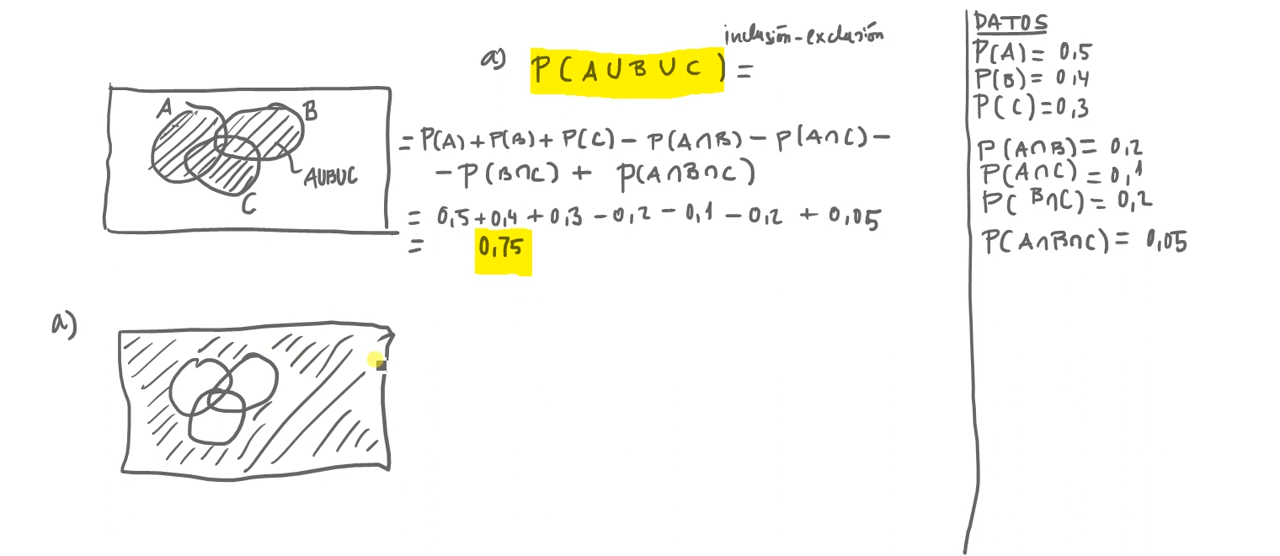 inclusión-exclusión
a) P(A∪B∪C) =
A
B
A∪B∪C
C
= P(A)+P(B)+P(C)-P(A∩B)-P(A∩C)-
-P(B∩C)+P(A∩B∩C)
= 0,5+0,4+0,3-0,2-0,1-0,2+0,05
= 0,75
a)
DATOS
P(A)= 0,5
P(B)= 0,4
P(C)=0,3
P(A∩B)= 0,2
P(A∩C)= 0,1
P(B∩C)= 0,2
P(A∩B∩C)= 0,05